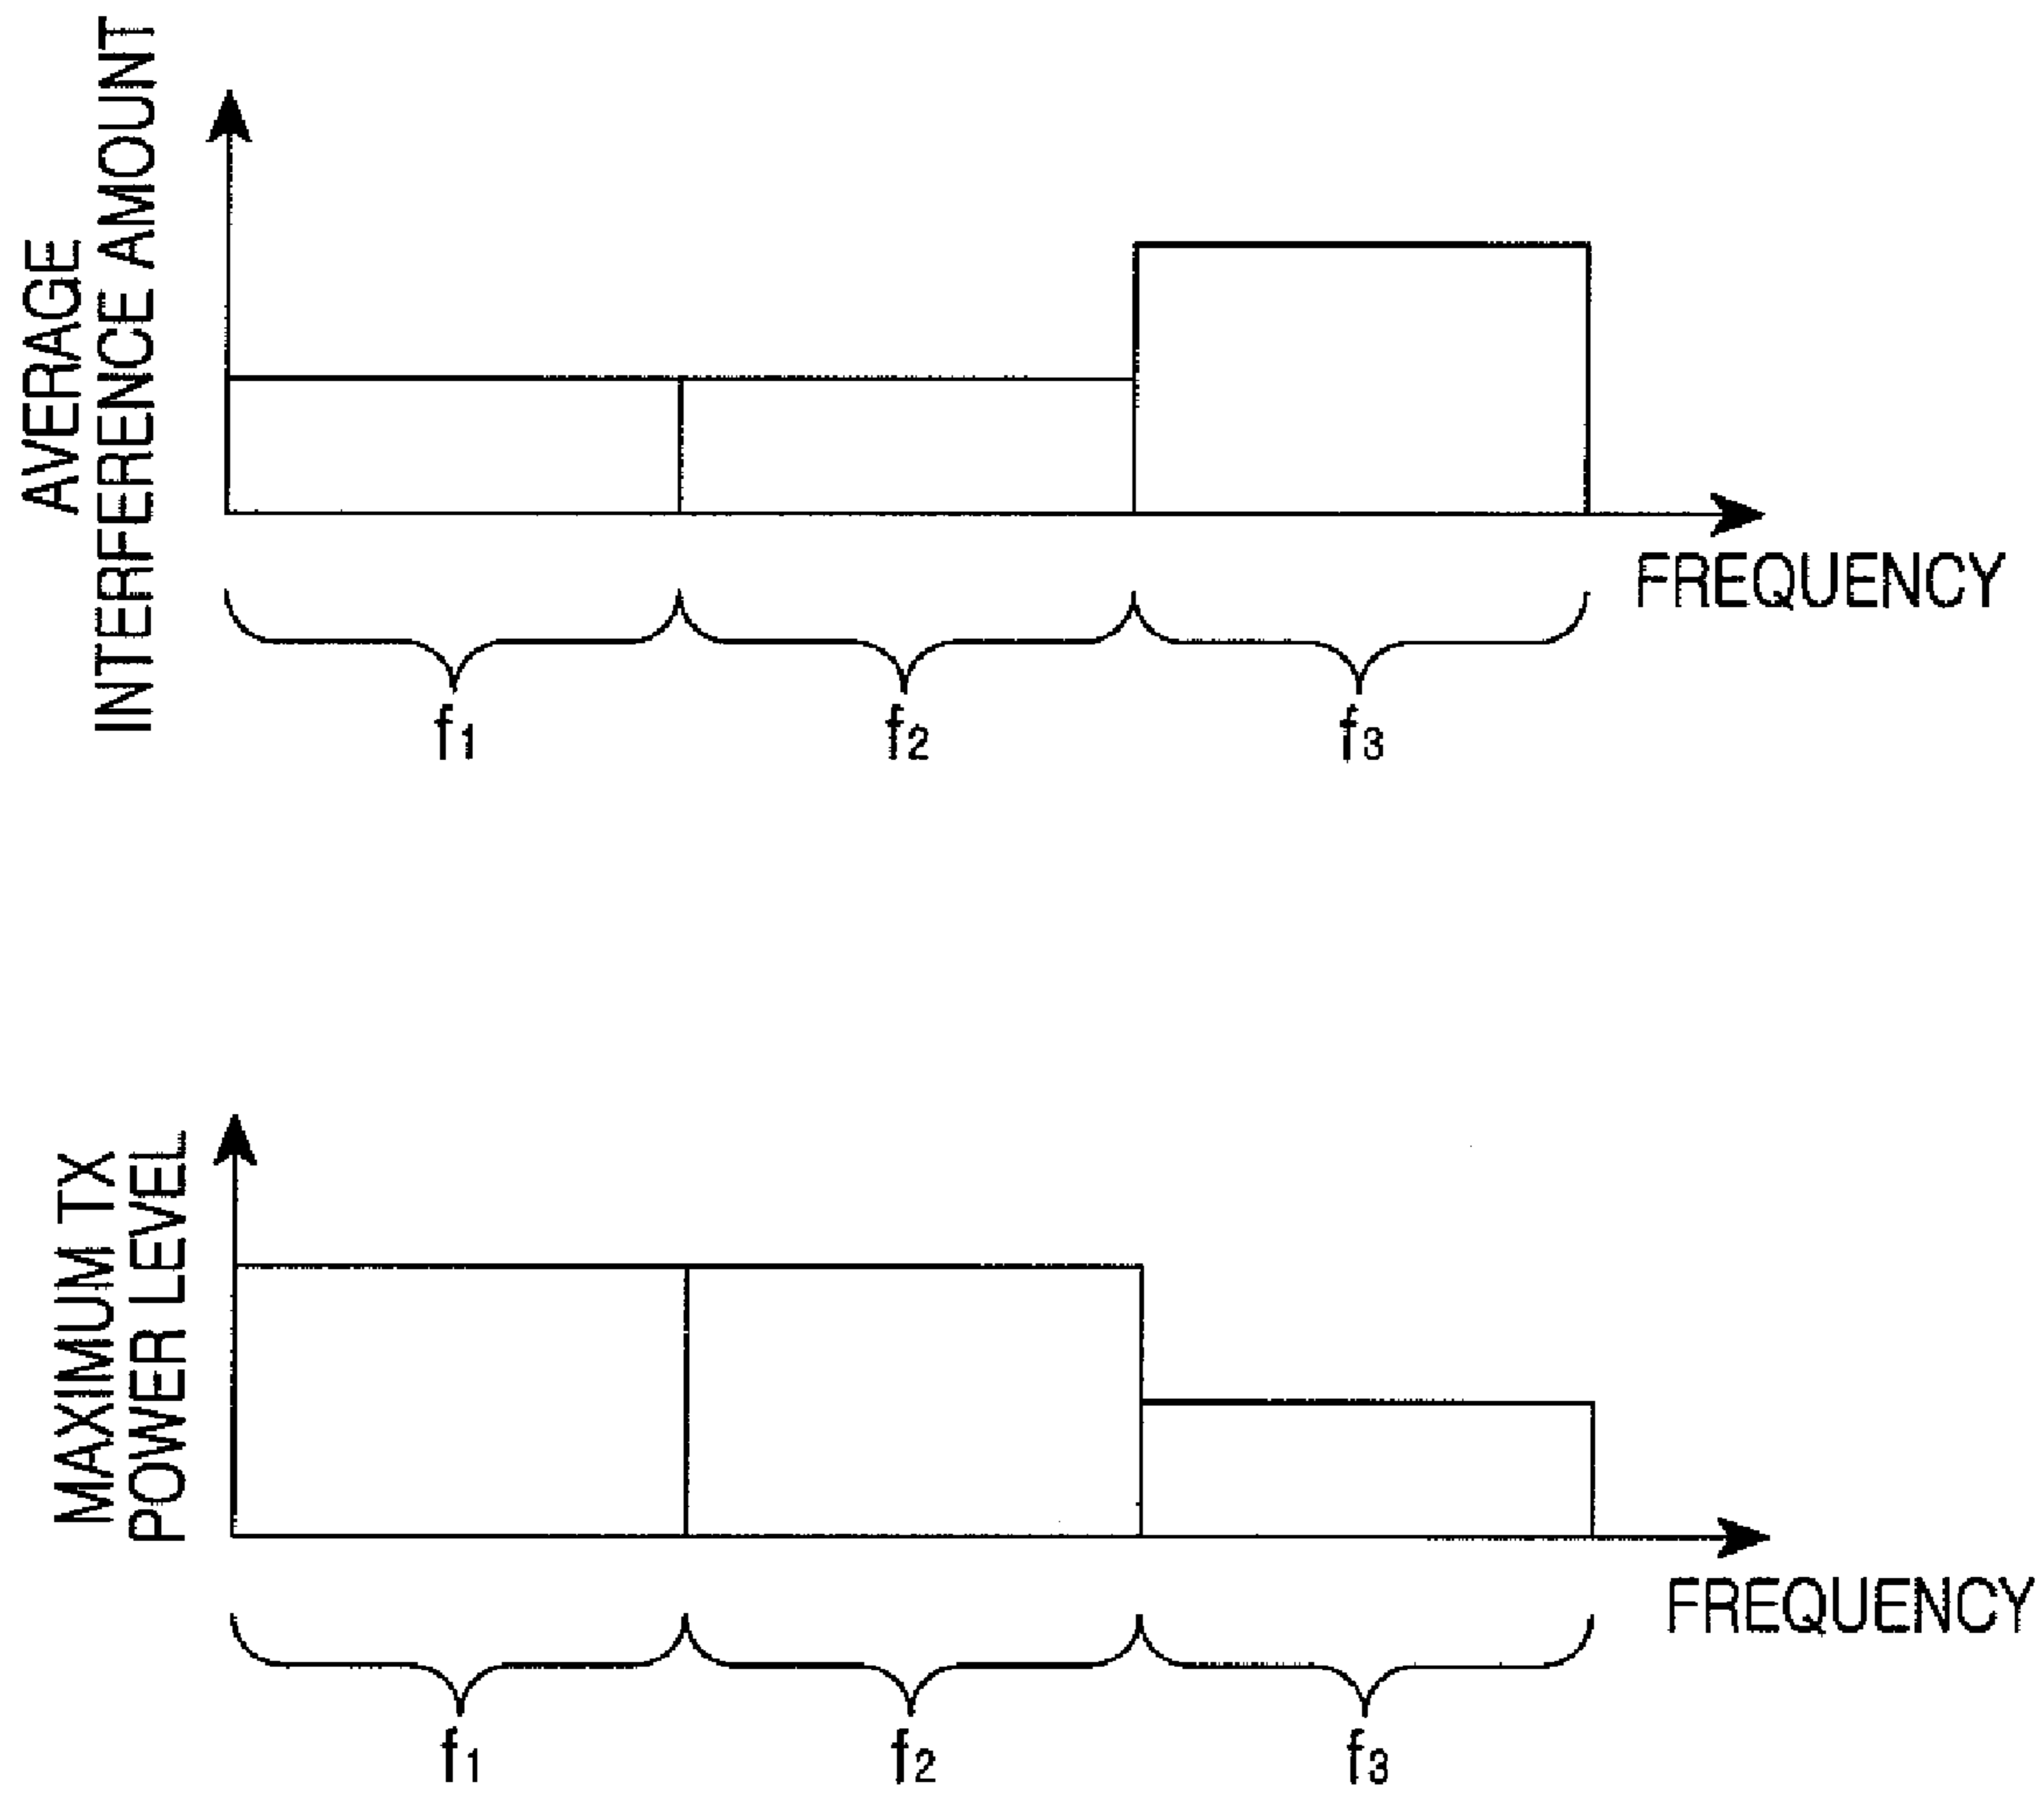 AVERAGE
INTERFERENCE AMOUNT
FREQUENCY
f1
f2
f3
MAXIMUM TX
POWER LEVEL
FREQUENCY
f1
f2
f3